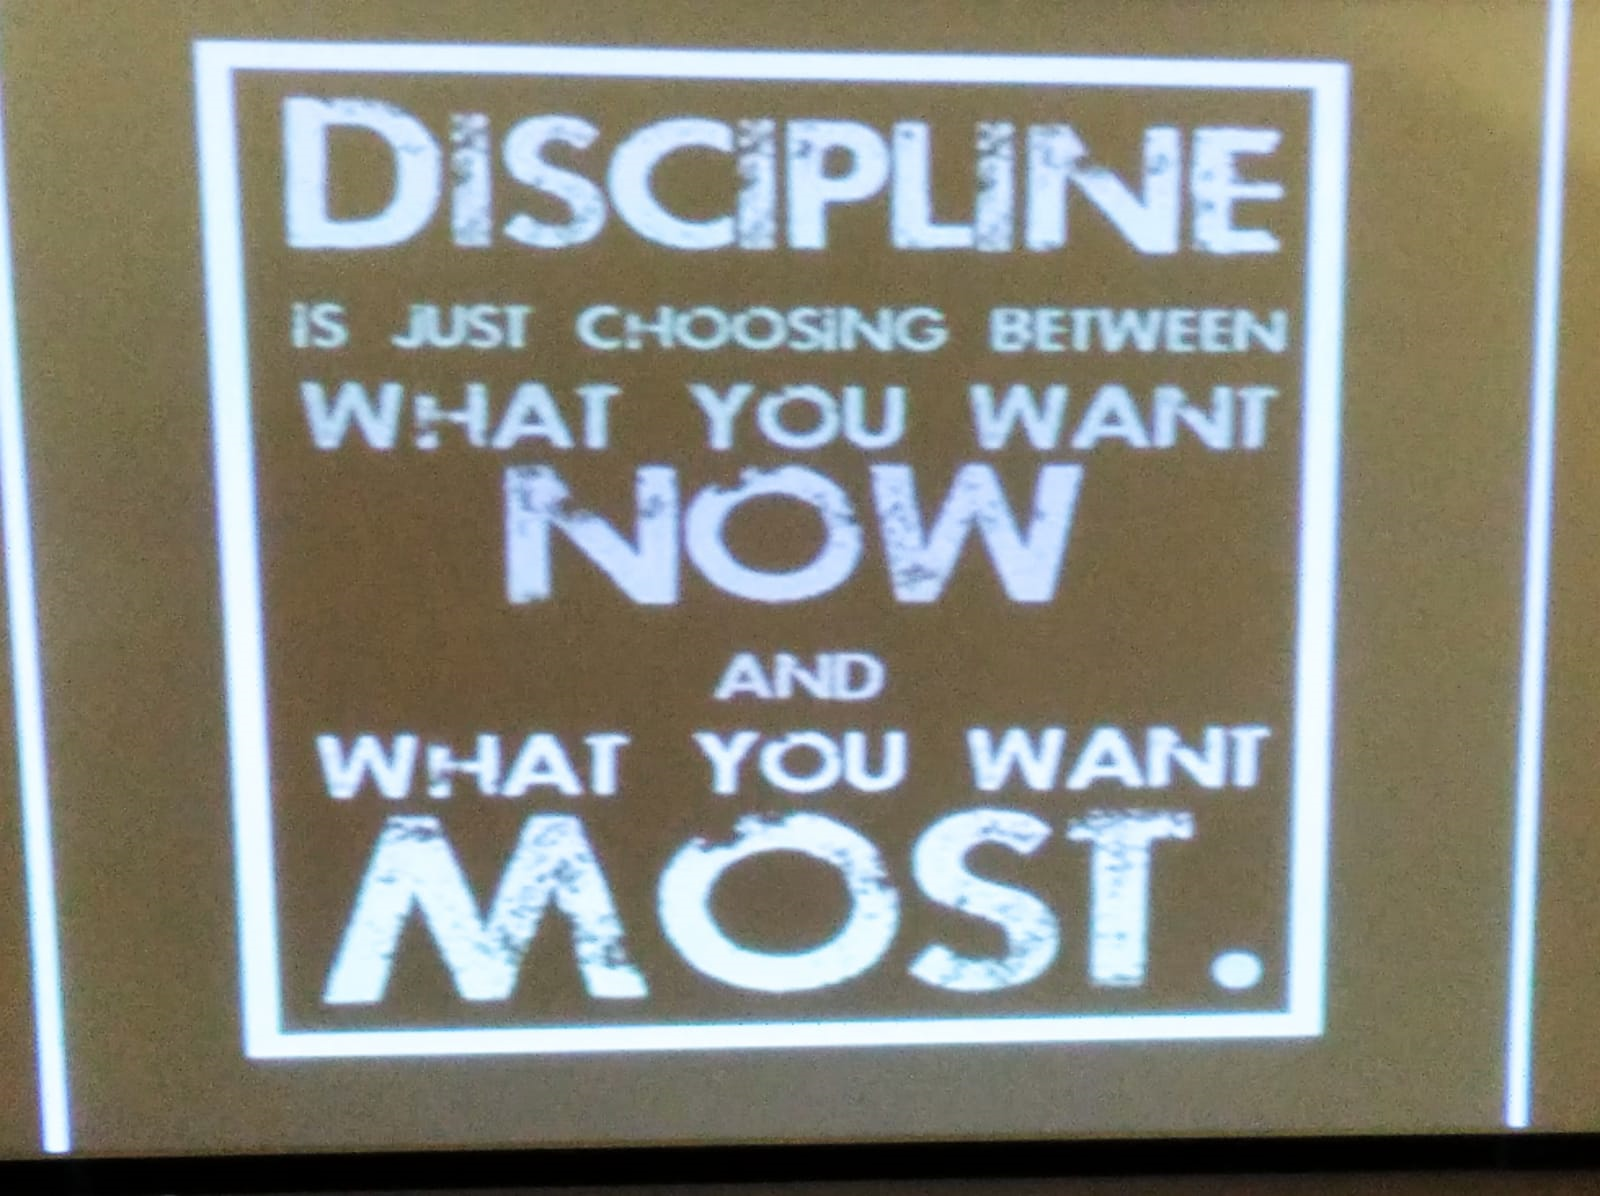 DiSCiPLiNE
iS JUST CHOOSiNG BETWEEN
WHAT YOU WANT
NOW
AND
WHAT YOU WANT
MOST.